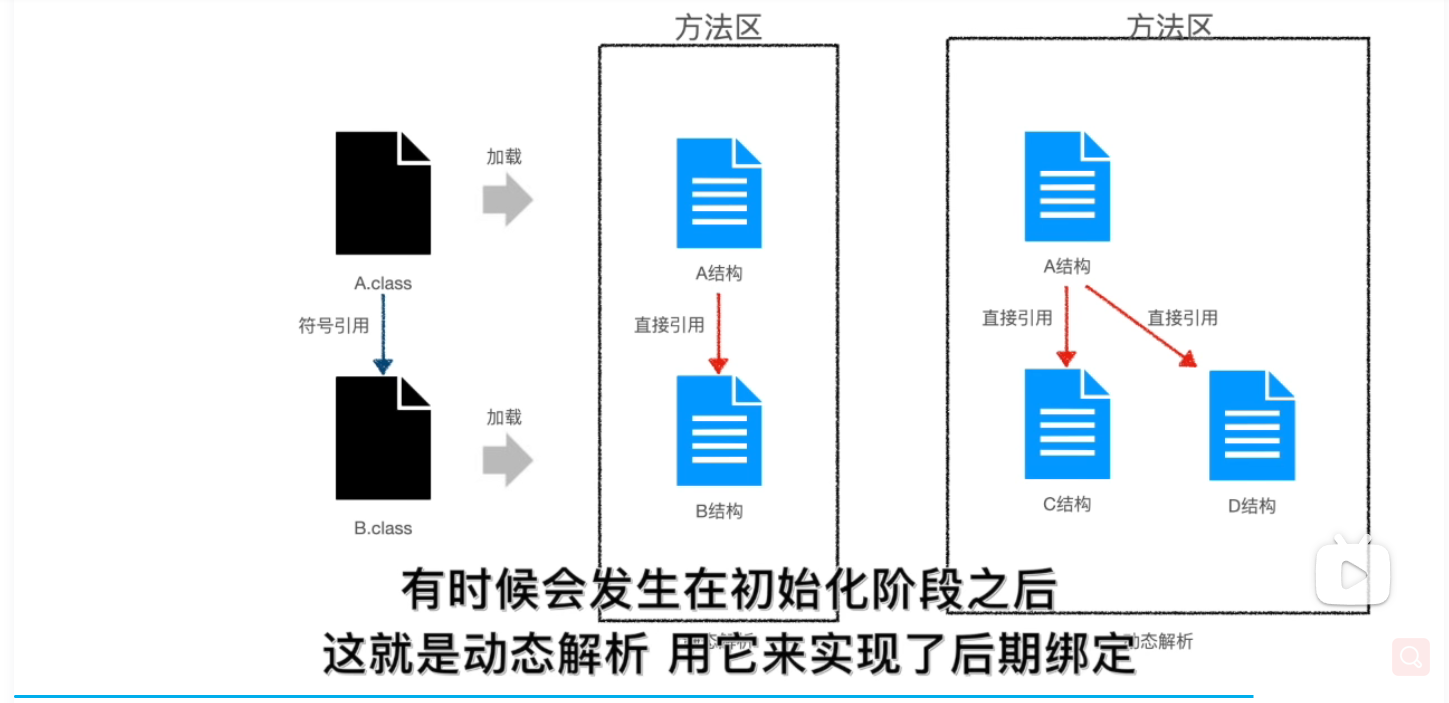 方法区
方法区
加载
A.class
A结构
A结构
符号引用
直接引用
直接引用
直接引用
加载
B.class
B结构
C结构
D结构
有时候会发生在初始化阶段之后
这就是动态解析 用它来实现了后期绑定
动态解析